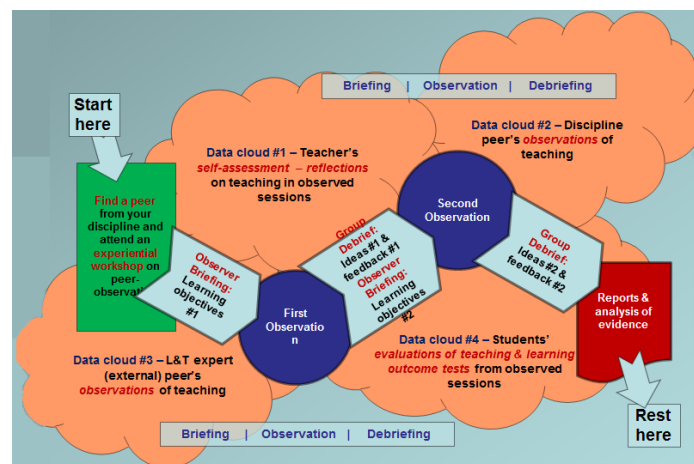 Briefing | Observation | Debriefing
Start
here
Data cloud #1 – Teacher's
self-assessment – reflections
on teaching in observed
sessions
Data cloud #2 – Discipline
peer's observations of
teaching
Find a peer
from your
discipline and
attend an
experiential
workshop on
peer-
observatio
Observer
Briefing:
Learning
objectives
#1
First
Observatio
n
Group
Debrief:
Ideas #1 &
feedback #1
Observer
Briefing:
Learning
objectives
#2
Second
Observation
Group
Debrief:
Ideas #2 &
feedback #2
Reports &
analysis of
evidence
Data cloud #3 – L&T expert
(external) peer's
observations of teaching
Data cloud #4 – Students'
evaluations of teaching & learning
outcome tests from observed
sessions
Rest
here
Briefing | Observation | Debriefing